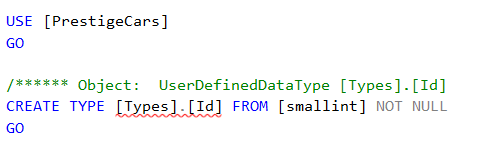 USE [PrestigeCars]
GO
/****** Object:  UserDefinedDataType [Types].[Id]
CREATE TYPE [Types].[Id] FROM [smallint] NOT NULL
GO